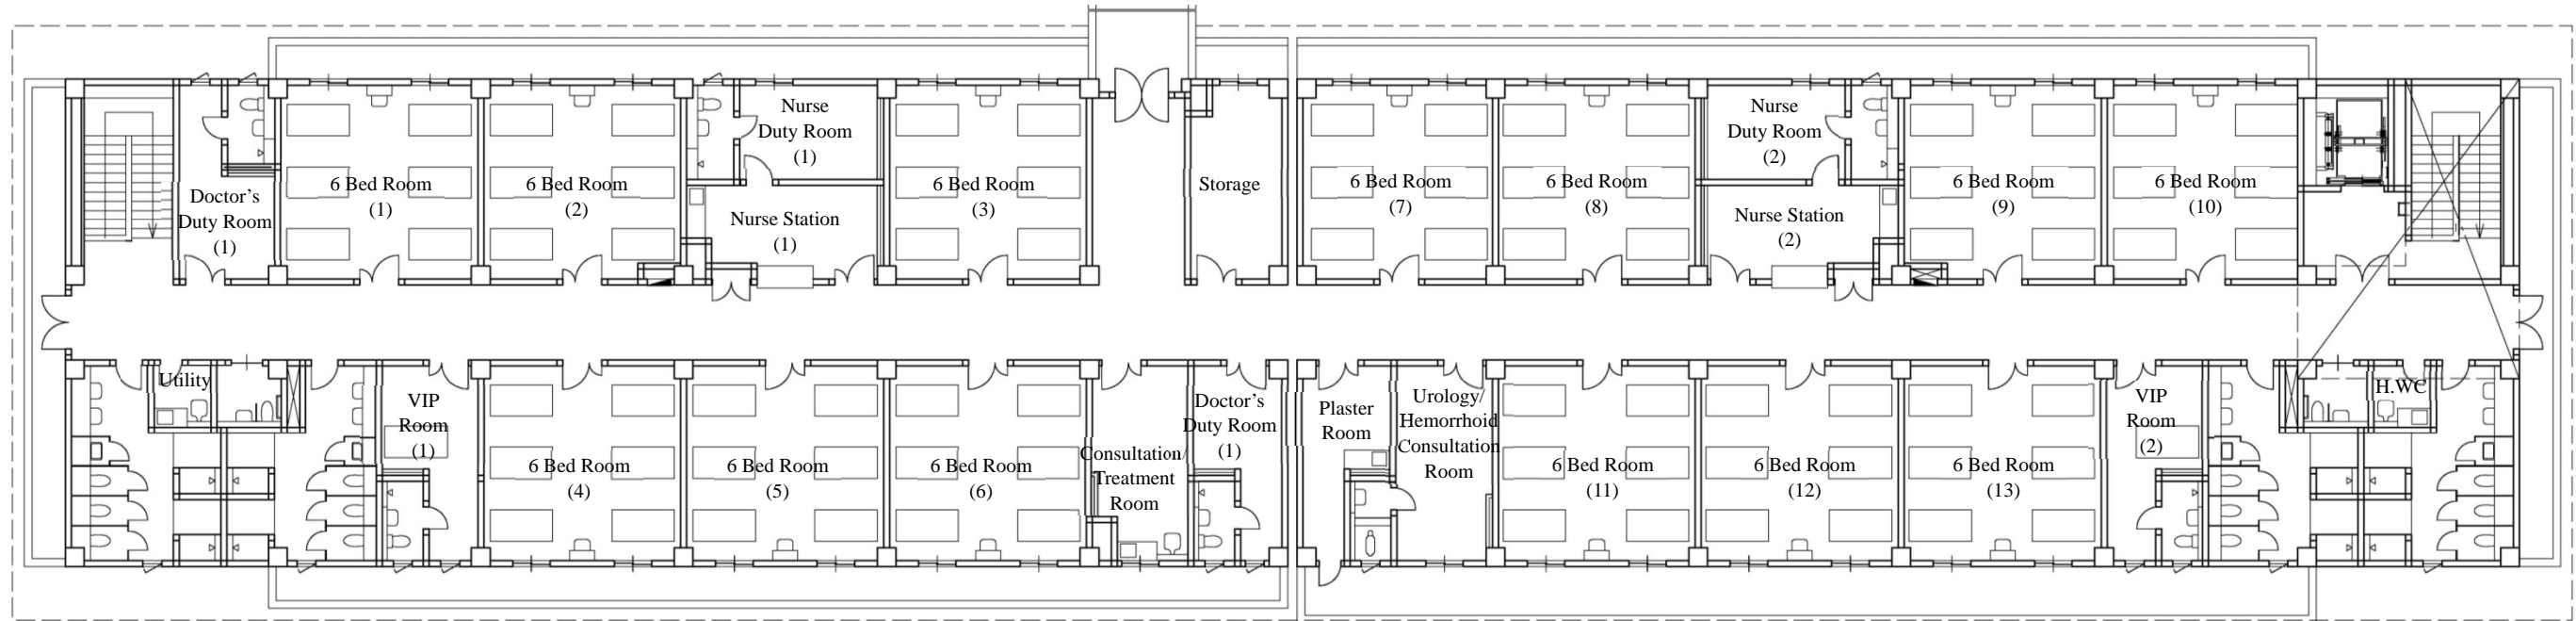 Doctor's
Duty Room
(1)
6 Bed Room
(1)
6 Bed Room
(2)
Nurse
Duty Room
(1)
Nurse Station
(1)
6 Bed Room
(3)
Storage
6 Bed Room
(7)
6 Bed Room
(8)
Nurse
Duty Room
(2)
Nurse Station
(2)
6 Bed Room
(9)
6 Bed Room
(10)
Utility
VIP
Room
(1)
6 Bed Room
(4)
6 Bed Room
(5)
6 Bed Room
(6)
Consultation/
Treatment
Room
Doctor's
Duty Room
(1)
Plaster
Room
Urology/
Hemorrhoid
Consultation
Room
6 Bed Room
(11)
6 Bed Room
(12)
6 Bed Room
(13)
VIP
Room
(2)
H.WC